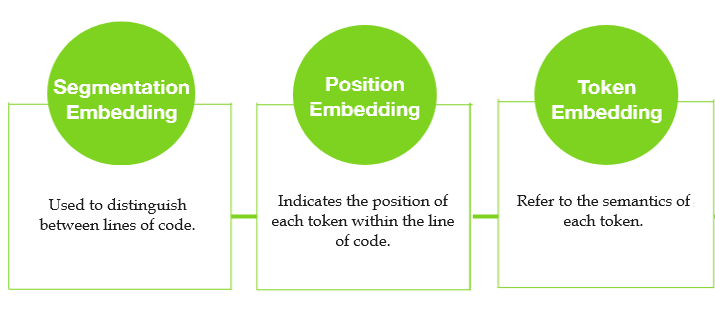 Segmentation
Embedding
Used to distinguish
between lines of code.
Position
Embedding
Indicates the position of
each token within the line
of code.
Token
Embedding
Refer to the semantics of
each token.